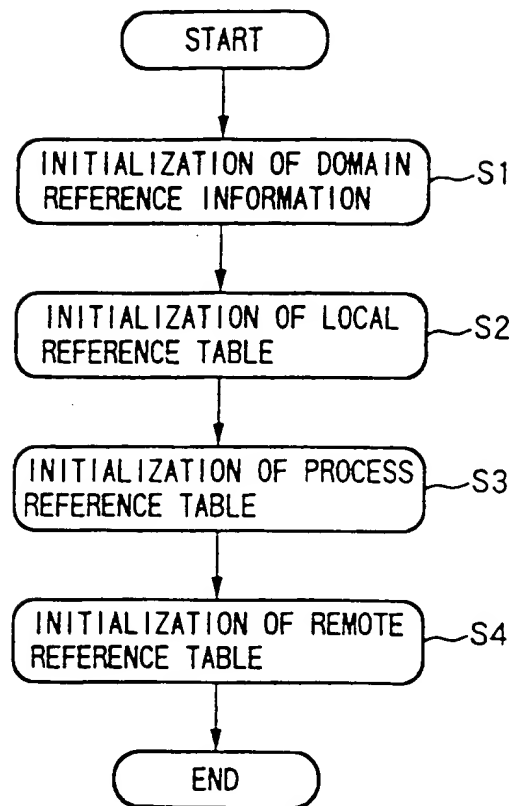 START
INITIALIZATION OF DOMAIN
REFERENCE INFORMATION
S1
INITIALIZATION OF LOCAL
REFERENCE TABLE
S2
INITIALIZATION OF PROCESS
REFERENCE TABLE
S3
INITIALIZATION OF REMOTE
REFERENCE TABLE
S4
END